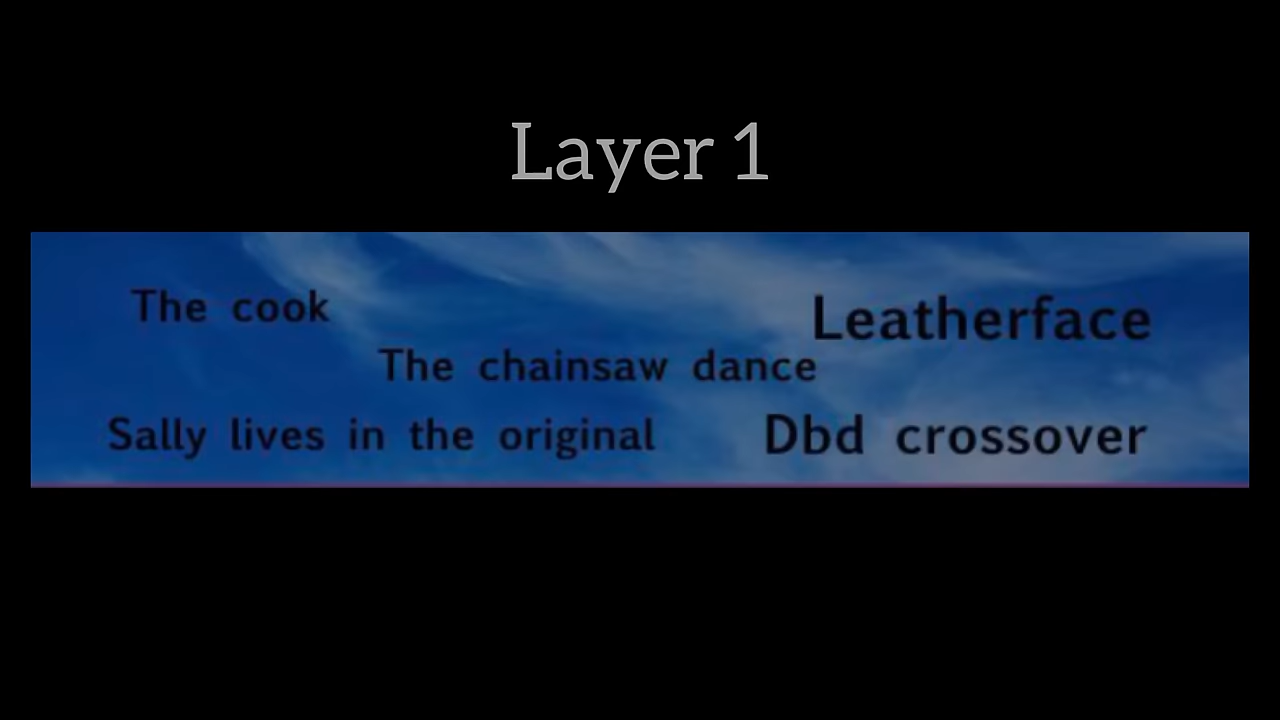 Layer 1
The cook
Leatherface
The chainsaw dance
Sally lives in the original
Dbd crossover